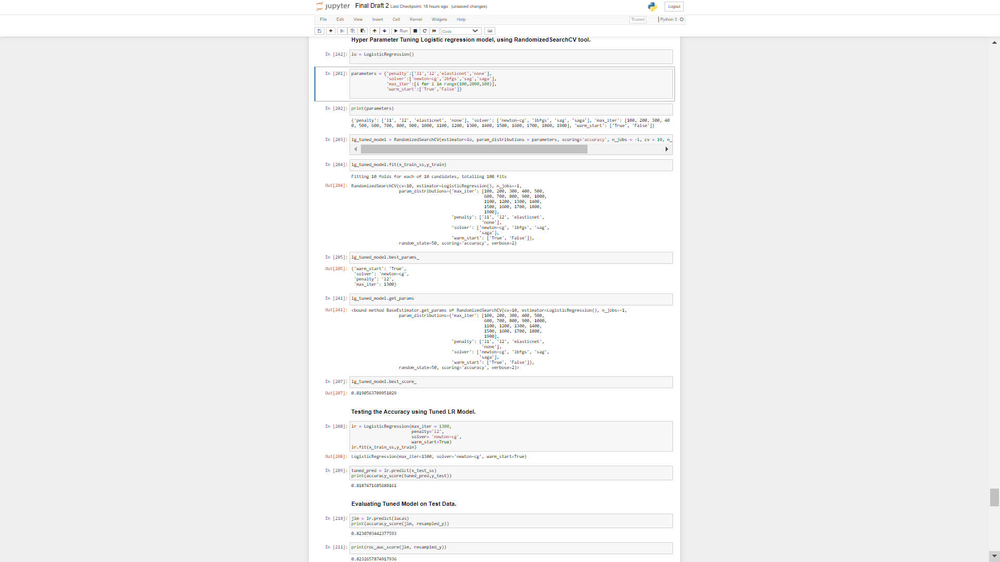 jupyter Final Draft 2 Last Checkpoint: 18 hours ago (unsaved changes) Logout
File Edit View Insert Cell Kernel Widgets Help Trusted Python 3
Run Code
Hyper Parameter Tuning Logistic regression model, using RandomizedSearchCV tool.
In [242]: lo = LogisticRegression()
In [201]: parameters = {'penalty':['l1','l2','elasticnet','none'],
'solver':['newton-cg','lbfgs','sag','saga'],
'max_iter':[i for i in range(100,2000,100)],
'warm_start':['True','False']}
In [202]: print(parameters)
{'penalty': ['l1', 'l2', 'elasticnet', 'none'], 'solver': ['newton-cg', 'lbfgs', 'sag', 'saga'], 'max_iter': [100, 200, 300, 40
0, 500, 600, 700, 800, 900, 1000, 1100, 1200, 1300, 1400, 1500, 1600, 1700, 1800, 1900], 'warm_start': ['True', 'False']}
In [203]: lg_tuned_model = RandomizedSearchCV(estimator=lo, param_distributions = parameters, scoring='accuracy', n_jobs = -1, cv = 10, n_
In [204]: lg_tuned_model.fit(x_train_ss,y_train)
Fitting 10 folds for each of 10 candidates, totalling 100 fits
Out[204]: RandomizedSearchCV(cv=10, estimator=LogisticRegression(), n_jobs=-1,
param_distributions={'max_iter': [100, 200, 300, 400, 500,
600, 700, 800, 900, 1000,
1100, 1200, 1300, 1400,
1500, 1600, 1700, 1800,
1900],
'penalty': ['l1', 'l2', 'elasticnet',
'none'],
'solver': ['newton-cg', 'lbfgs', 'sag',
'saga'],
'warm_start': ['True', 'False']},
random_state=50, scoring='accuracy', verbose=2)
In [205]: lg_tuned_model.best_params_
Out[205]: {'warm_start': 'True',
'solver': 'newton-cg',
'penalty': 'l2',
'max_iter': 1300}
In [241]: lg_tuned_model.get_params
Out[241]: <bound method BaseEstimator.get_params of RandomizedSearchCV(cv=10, estimator=LogisticRegression(), n_jobs=-1,
param_distributions={'max_iter': [100, 200, 300, 400, 500,
600, 700, 800, 900, 1000,
1100, 1200, 1300, 1400,
1500, 1600, 1700, 1800,
1900],
'penalty': ['l1', 'l2', 'elasticnet',
'none'],
'solver': ['newton-cg', 'lbfgs', 'sag',
'saga'],
'warm_start': ['True', 'False']},
random_state=50, scoring='accuracy', verbose=2)>
In [207]: lg_tuned_model.best_score_
Out[207]: 0.8190563709951029
Testing the Accuracy using Tuned LR Model.
In [208]: lr = LogisticRegression(max_iter = 1300,
penalty='l2',
solver= 'newton-cg',
warm_start=True)
lr.fit(x_train_ss,y_train)
Out[208]: LogisticRegression(max_iter=1300, solver='newton-cg', warm_start=True)
In [209]: tuned_pred = lr.predict(x_test_ss)
print(accuracy_score(tuned_pred,y_test))
0.8187471685680161
Evaluating Tuned Model on Test Data.
In [210]: jim = lr.predict(lucas)
print(accuracy_score(jim, resampled_y))
0.8230703442377593
In [211]: print(roc_auc_score(jim, resampled_y))
0.8232657874917936